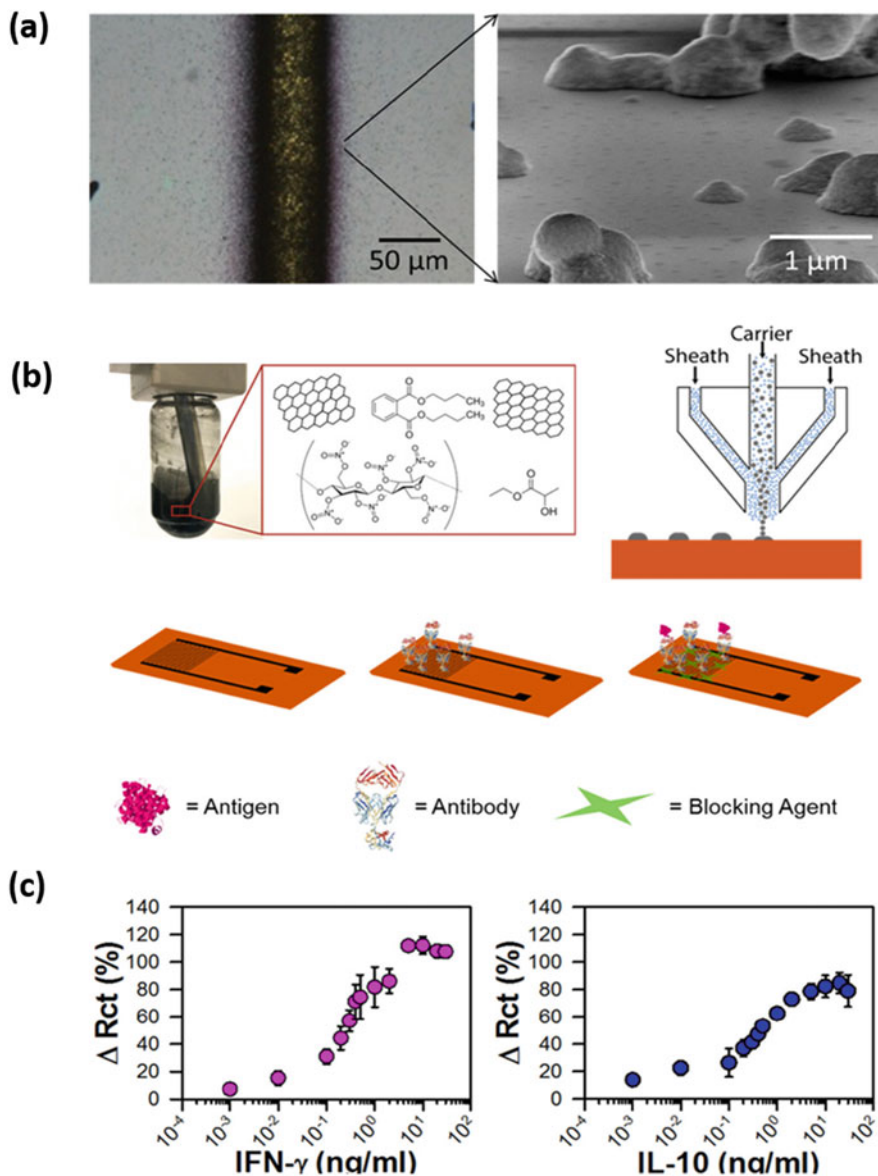 (a)
50 μm
1 μm
(b)
Carrier
Sheath Sheath
= Antigen = Antibody = Blocking Agent
(c)
Δ Rct (%)
140
120
100
80
60
40
20
0
10⁻⁴ 10⁻³ 10⁻² 10⁻¹ 10⁰ 10¹ 10²
IFN-γ (ng/ml)
Δ Rct (%)
140
120
100
80
60
40
20
0
10⁻⁴ 10⁻³ 10⁻² 10⁻¹ 10⁰ 10¹ 10²
IL-10 (ng/ml)